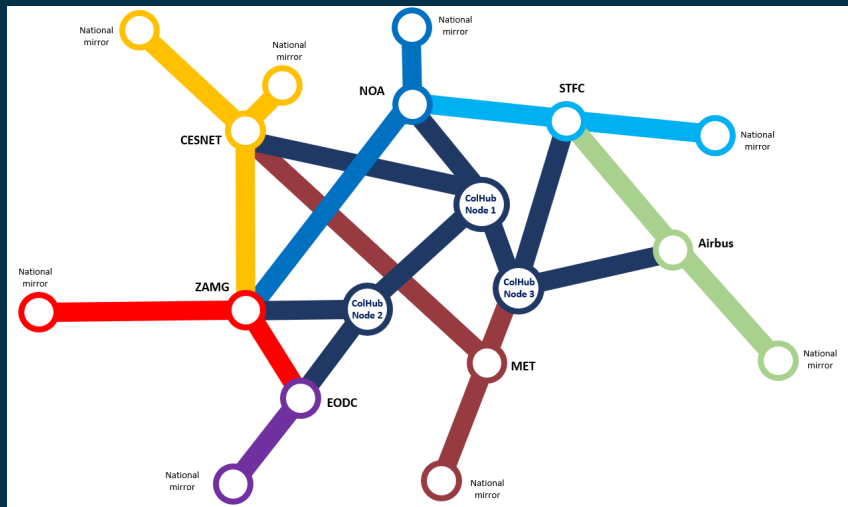 National
mirror
National
mirror
National
mirror
NOA
STFC
CESNET
National
mirror
ColHub
Node 1
Airbus
National
mirror
ZAMG
ColHub
Node 2
ColHub
Node 3
National
mirror
MET
EODC
National
mirror
National
mirror